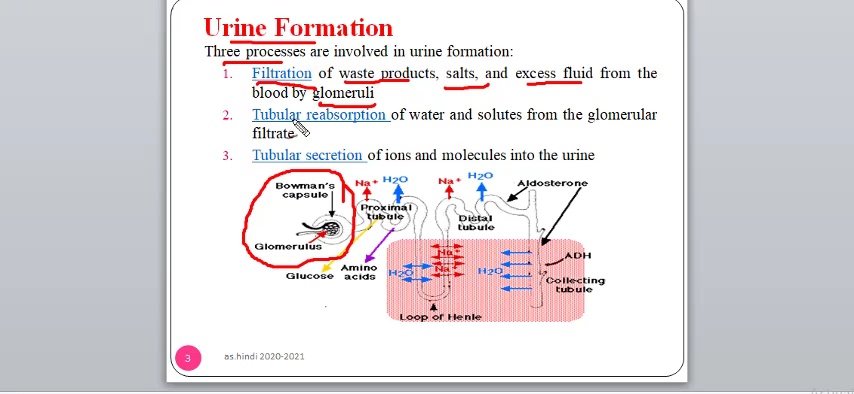 Urine Formation
Three processes are involved in urine formation:
1. Filtration of waste products, salts, and excess fluid from the
blood by glomeruli
2. Tubular reabsorption of water and solutes from the glomerular
filtrate
3. Tubular secretion of ions and molecules into the urine
Bowman's
capsule
Glomerulus
Na+
H2O
Proximal
tubule
Glucose
Amino
acids
H2O
Na+
Na+
Loop of Henle
Na+
H2O
Distal
tubule
H2O
Aldosterone
ADH
Collecting
tubule
3
as.hindi 2020-2021